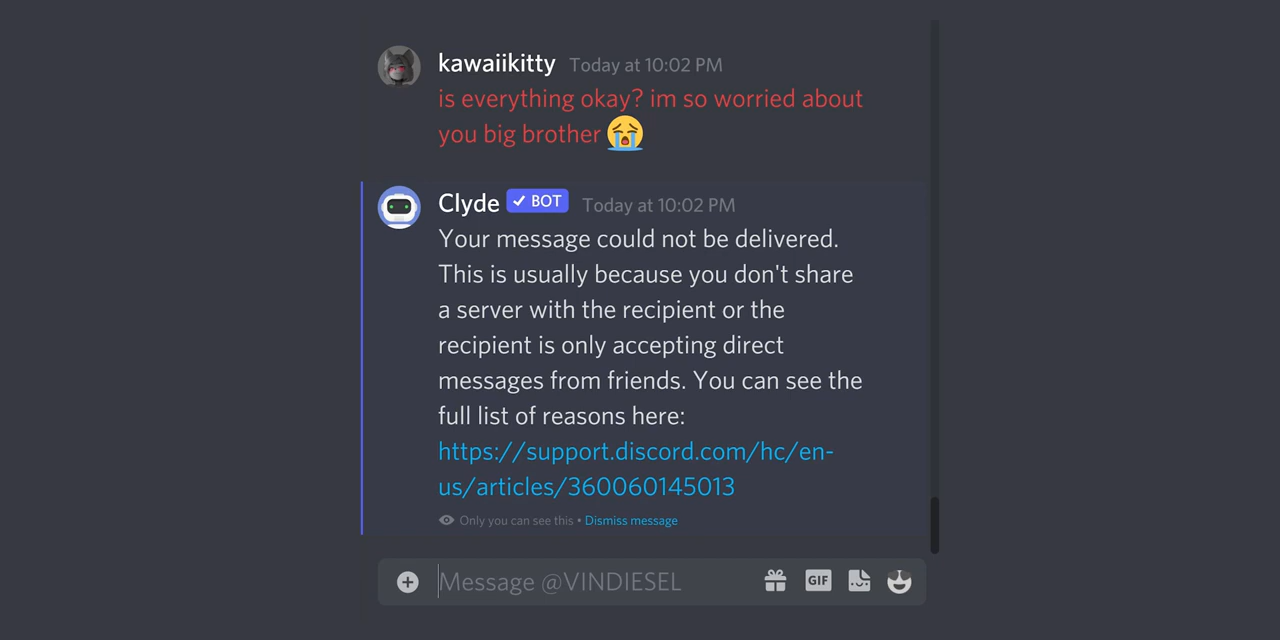 kawaiikitty Today at 10:02 PM
is everything okay? im so worried about
you big brother 😭
Clyde ✓ BOT Today at 10:02 PM
Your message could not be delivered.
This is usually because you don't share
a server with the recipient or the
recipient is only accepting direct
messages from friends. You can see the
full list of reasons here:
https://support.discord.com/hc/en-
us/articles/360060145013
Only you can see this • Dismiss message
Message @VINDIESEL GIF